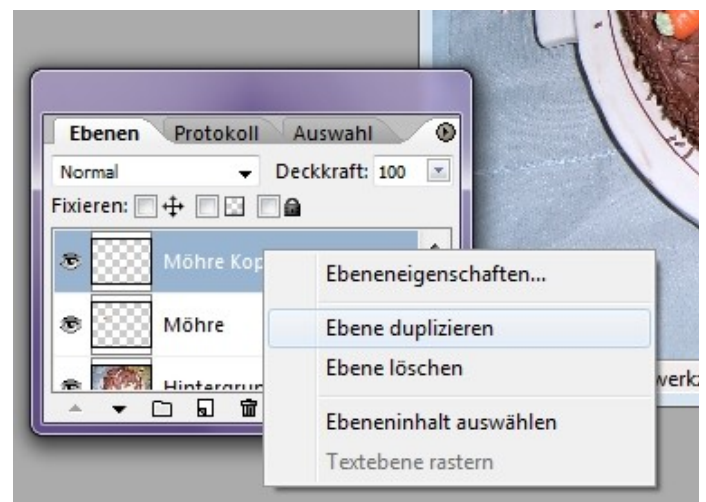 Ebenen Protokoll Auswahl
Normal Deckkraft: 100
Fixieren:
Möhre Kop
Ebeneneigenschaften...
Möhre
Ebene duplizieren
Ebene löschen
Hintergrun
Ebeneninhalt auswählen
Textebene rastern
werkz